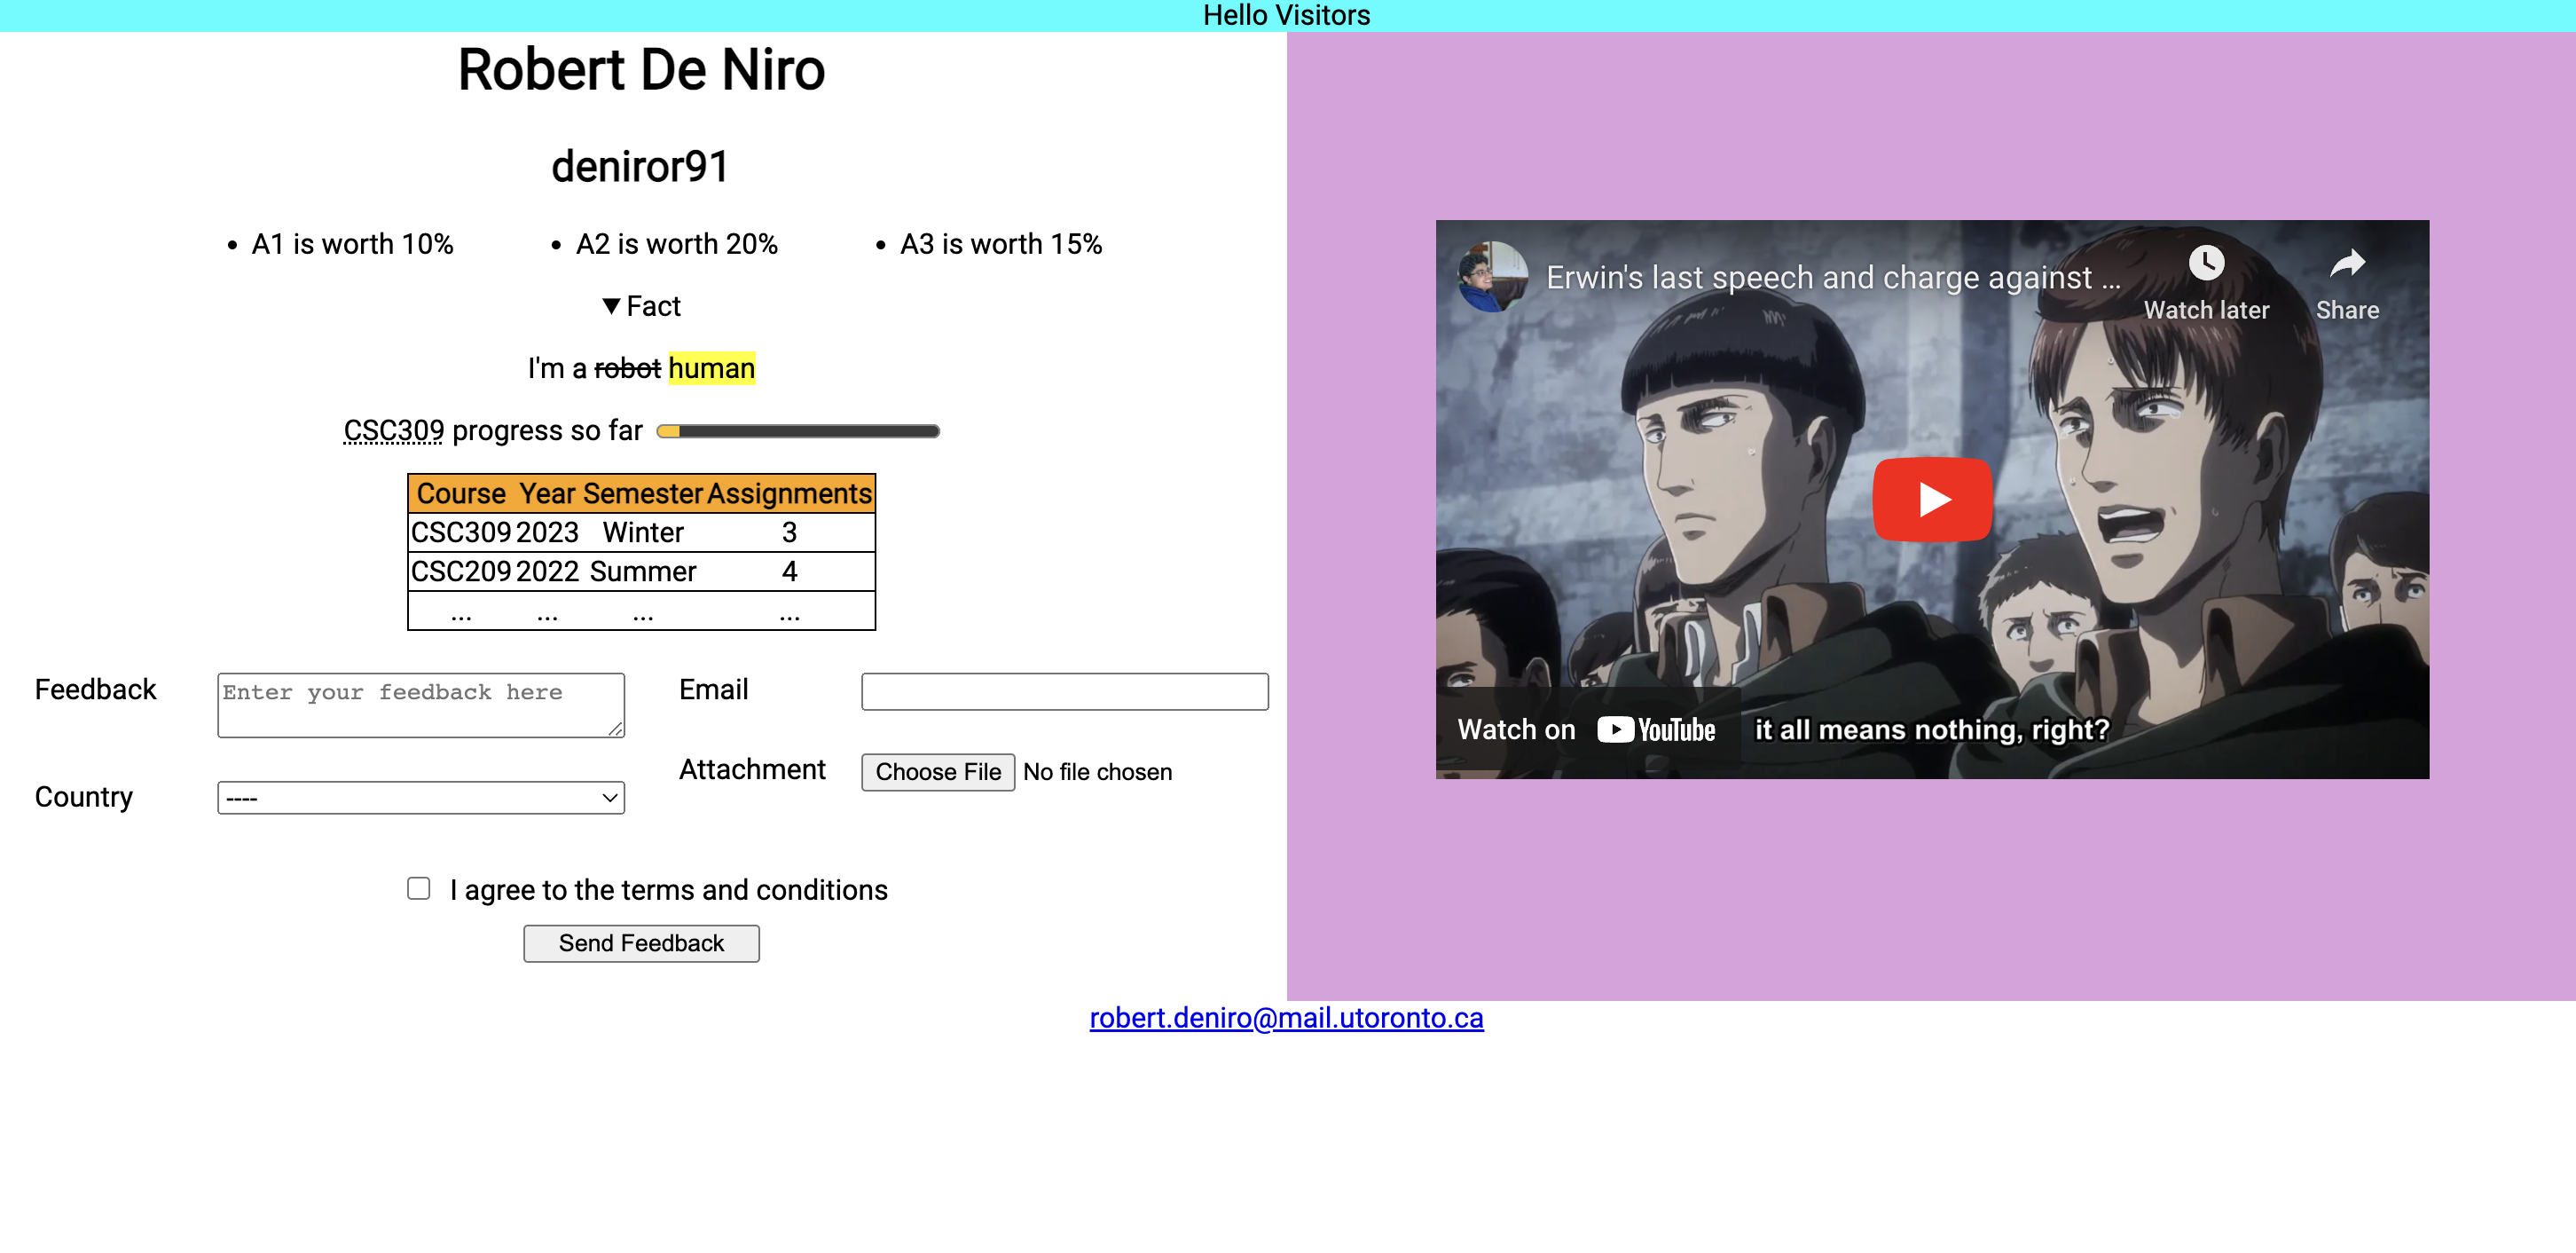 Hello Visitors
Robert De Niro
deniror91
• A1 is worth 10% • A2 is worth 20% • A3 is worth 15%
▼ Fact
I'm a robot human
CSC309 progress so far
Course Year Semester Assignments
CSC309 2023 Winter 3
CSC209 2022 Summer 4
... ... ... ...
Feedback Enter your feedback here
Email
Country ----
Attachment Choose File No file chosen
I agree to the terms and conditions
Send Feedback
Erwin's last speech and charge against ...
Watch later Share
Watch on YouTube
it all means nothing, right?
robert.deniro@mail.utoronto.ca